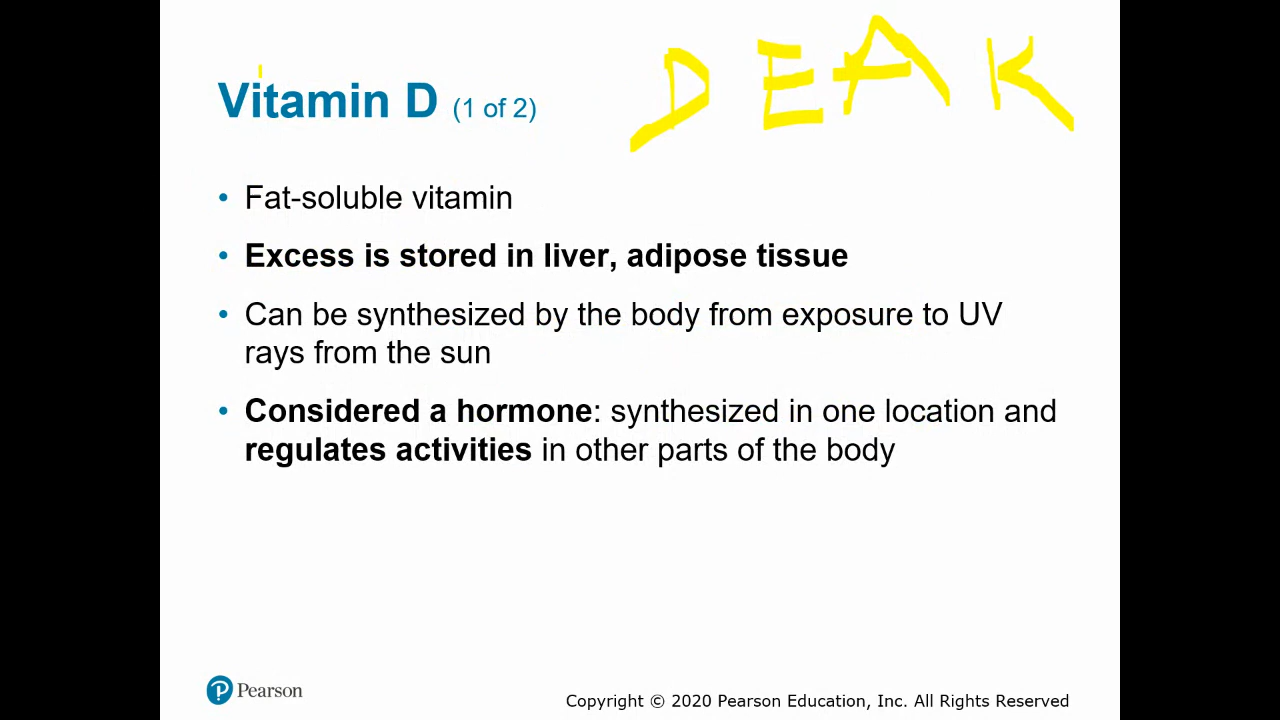 D E A K
Vitamin D (1 of 2)
• Fat-soluble vitamin
• Excess is stored in liver, adipose tissue
• Can be synthesized by the body from exposure to UV
rays from the sun
• Considered a hormone: synthesized in one location and
regulates activities in other parts of the body
Pearson
Copyright © 2020 Pearson Education, Inc. All Rights Reserved